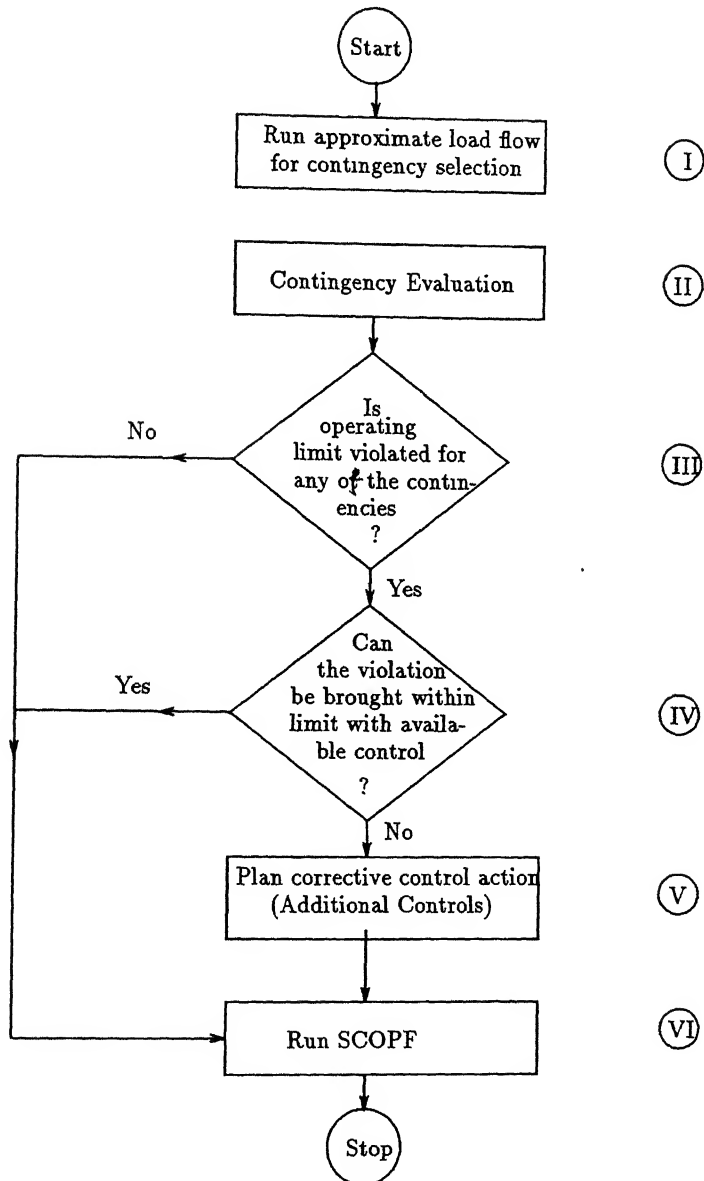 Start
Run approximate load flow
for contingency selection
I
Contingency Evaluation
II
Is
operating
limit violated for
any of the contin-
encies
?
No
III
Yes
Can
the violation
be brought within
limit with availa-
ble control
?
Yes
IV
No
Plan corrective control action
(Additional Controls)
V
Run SCOPF
VI
Stop